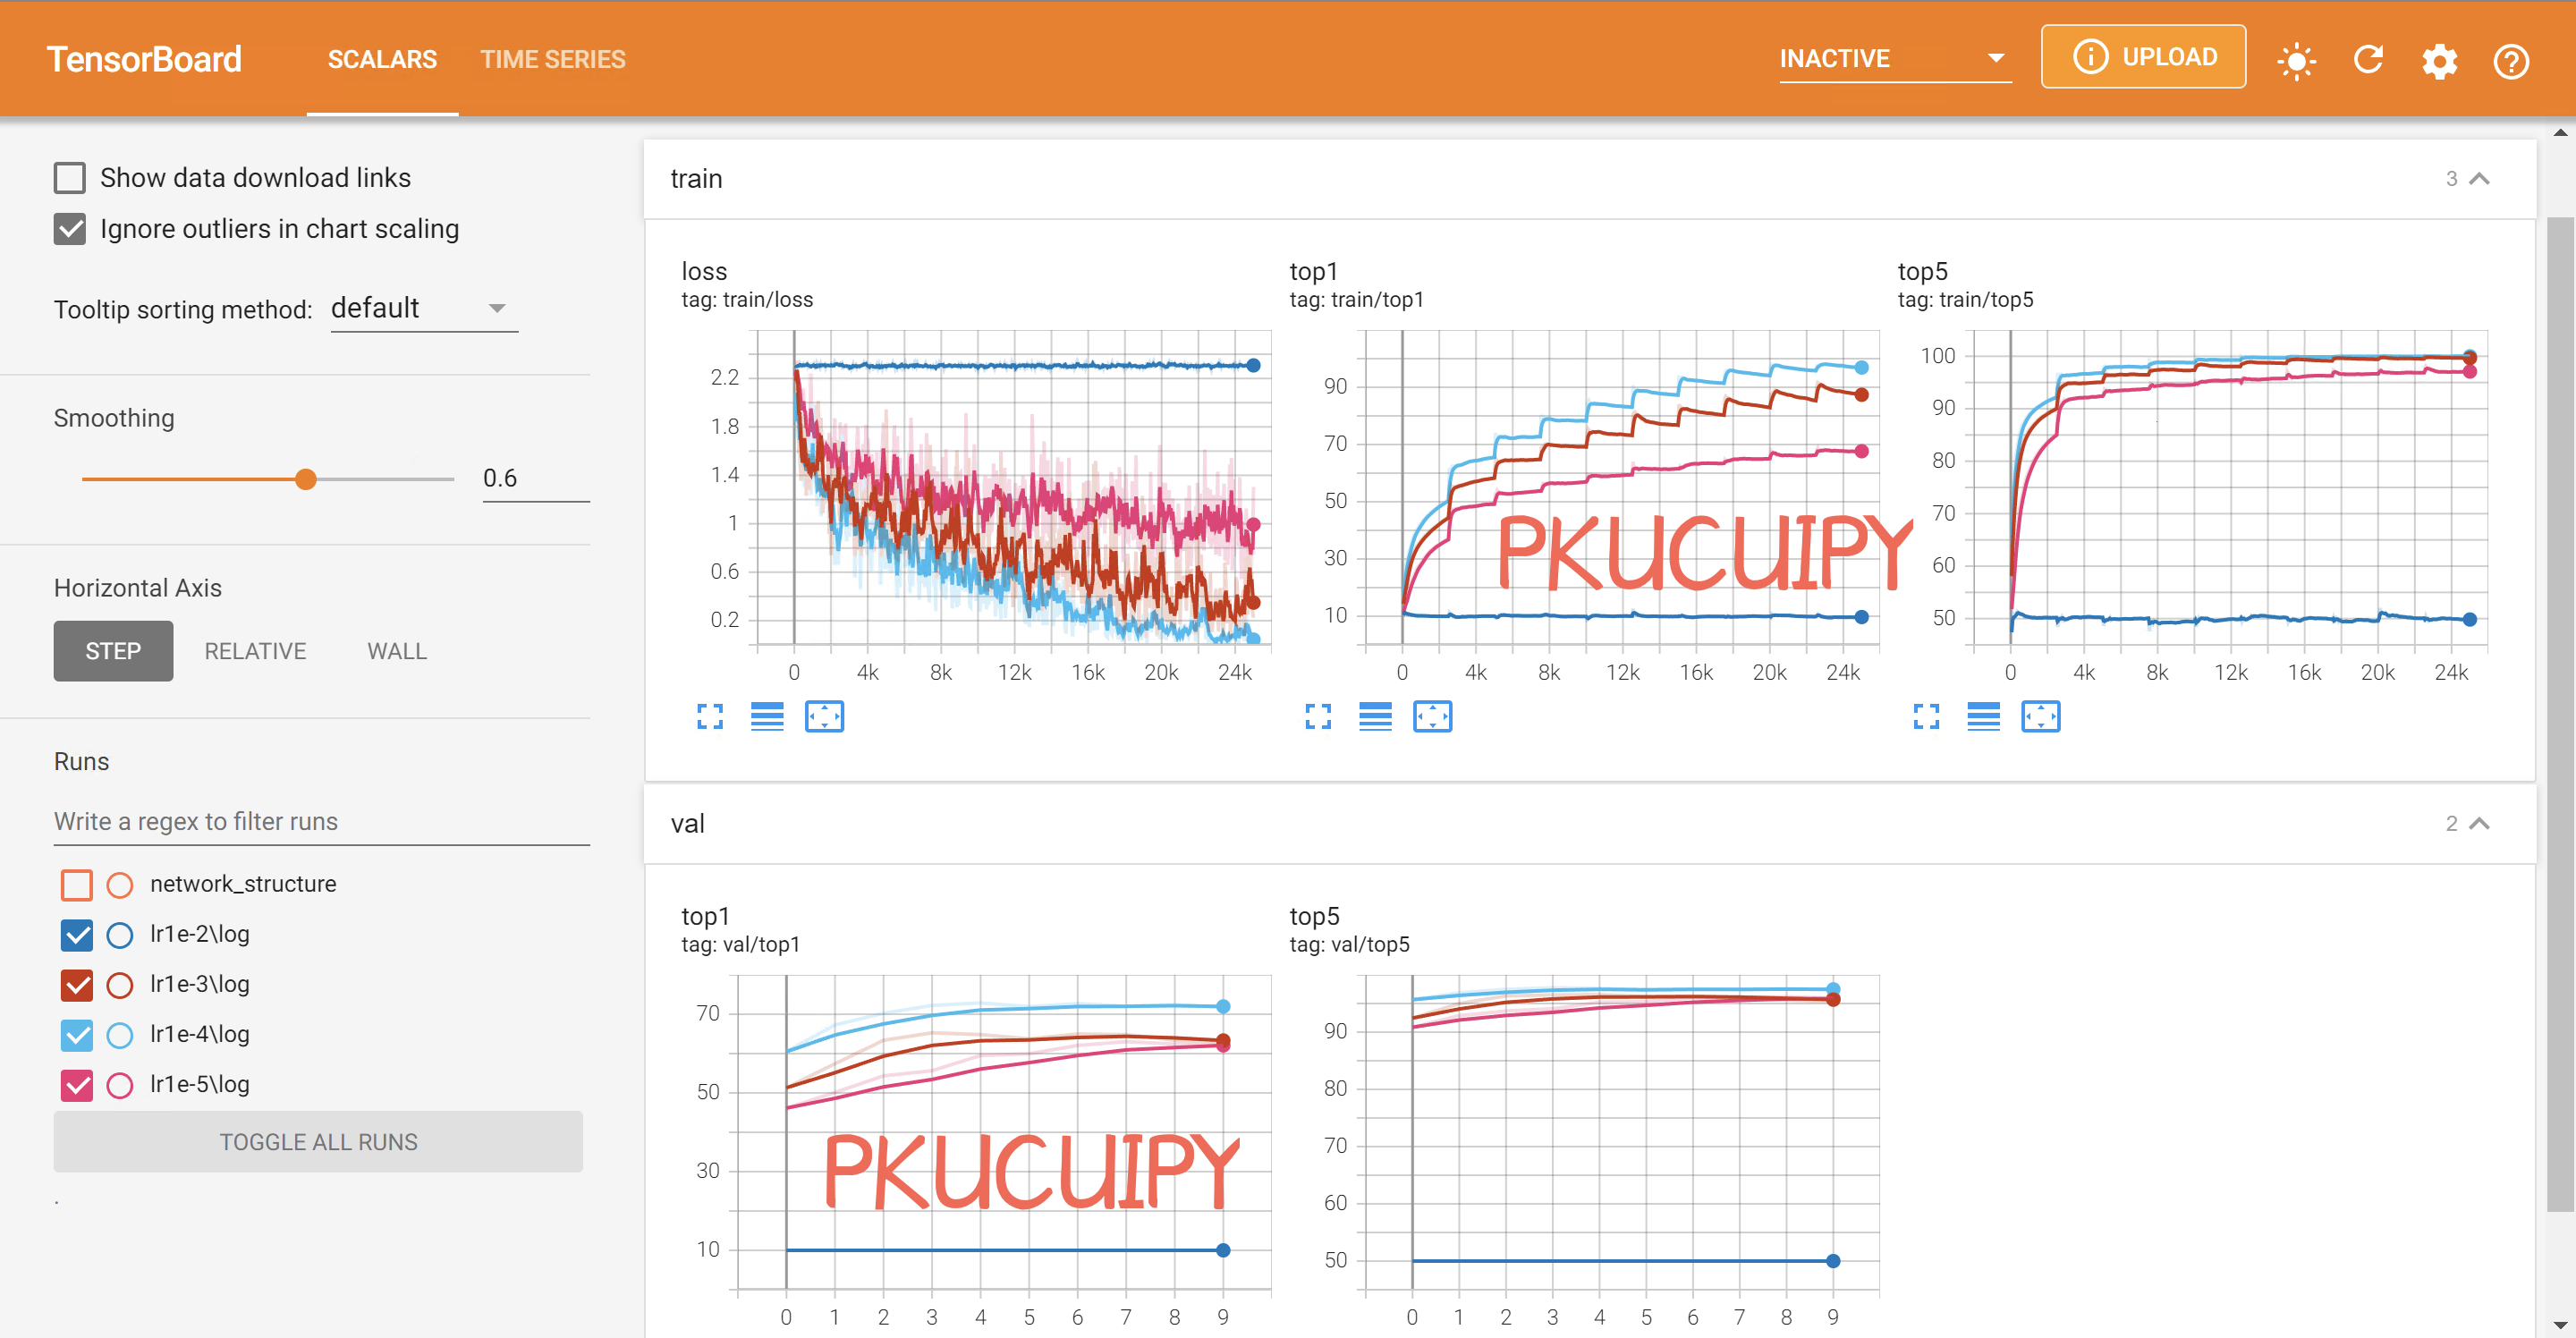 TensorBoard SCALARS TIME SERIES INACTIVE UPLOAD
Show data download links
Ignore outliers in chart scaling
Tooltip sorting method: default
Smoothing
0.6
Horizontal Axis
STEP RELATIVE WALL
Runs
Write a regex to filter runs
network_structure
lr1e-2\log
lr1e-3\log
lr1e-4\log
lr1e-5\log
TOGGLE ALL RUNS
.
train 3
loss
tag: train/loss
2.2
1.8
1.4
1
0.6
0.2
0 4k 8k 12k 16k 20k 24k
top1
tag: train/top1
90
70
50
30
10
0 4k 8k 12k 16k 20k 24k
PKUCUIPY
top5
tag: train/top5
100
90
80
70
60
50
0 4k 8k 12k 16k 20k 24k
val 2
top1
tag: val/top1
70
50
30
10
0 1 2 3 4 5 6 7 8 9
PKUCUIPY
top5
tag: val/top5
90
80
70
60
50
0 1 2 3 4 5 6 7 8 9